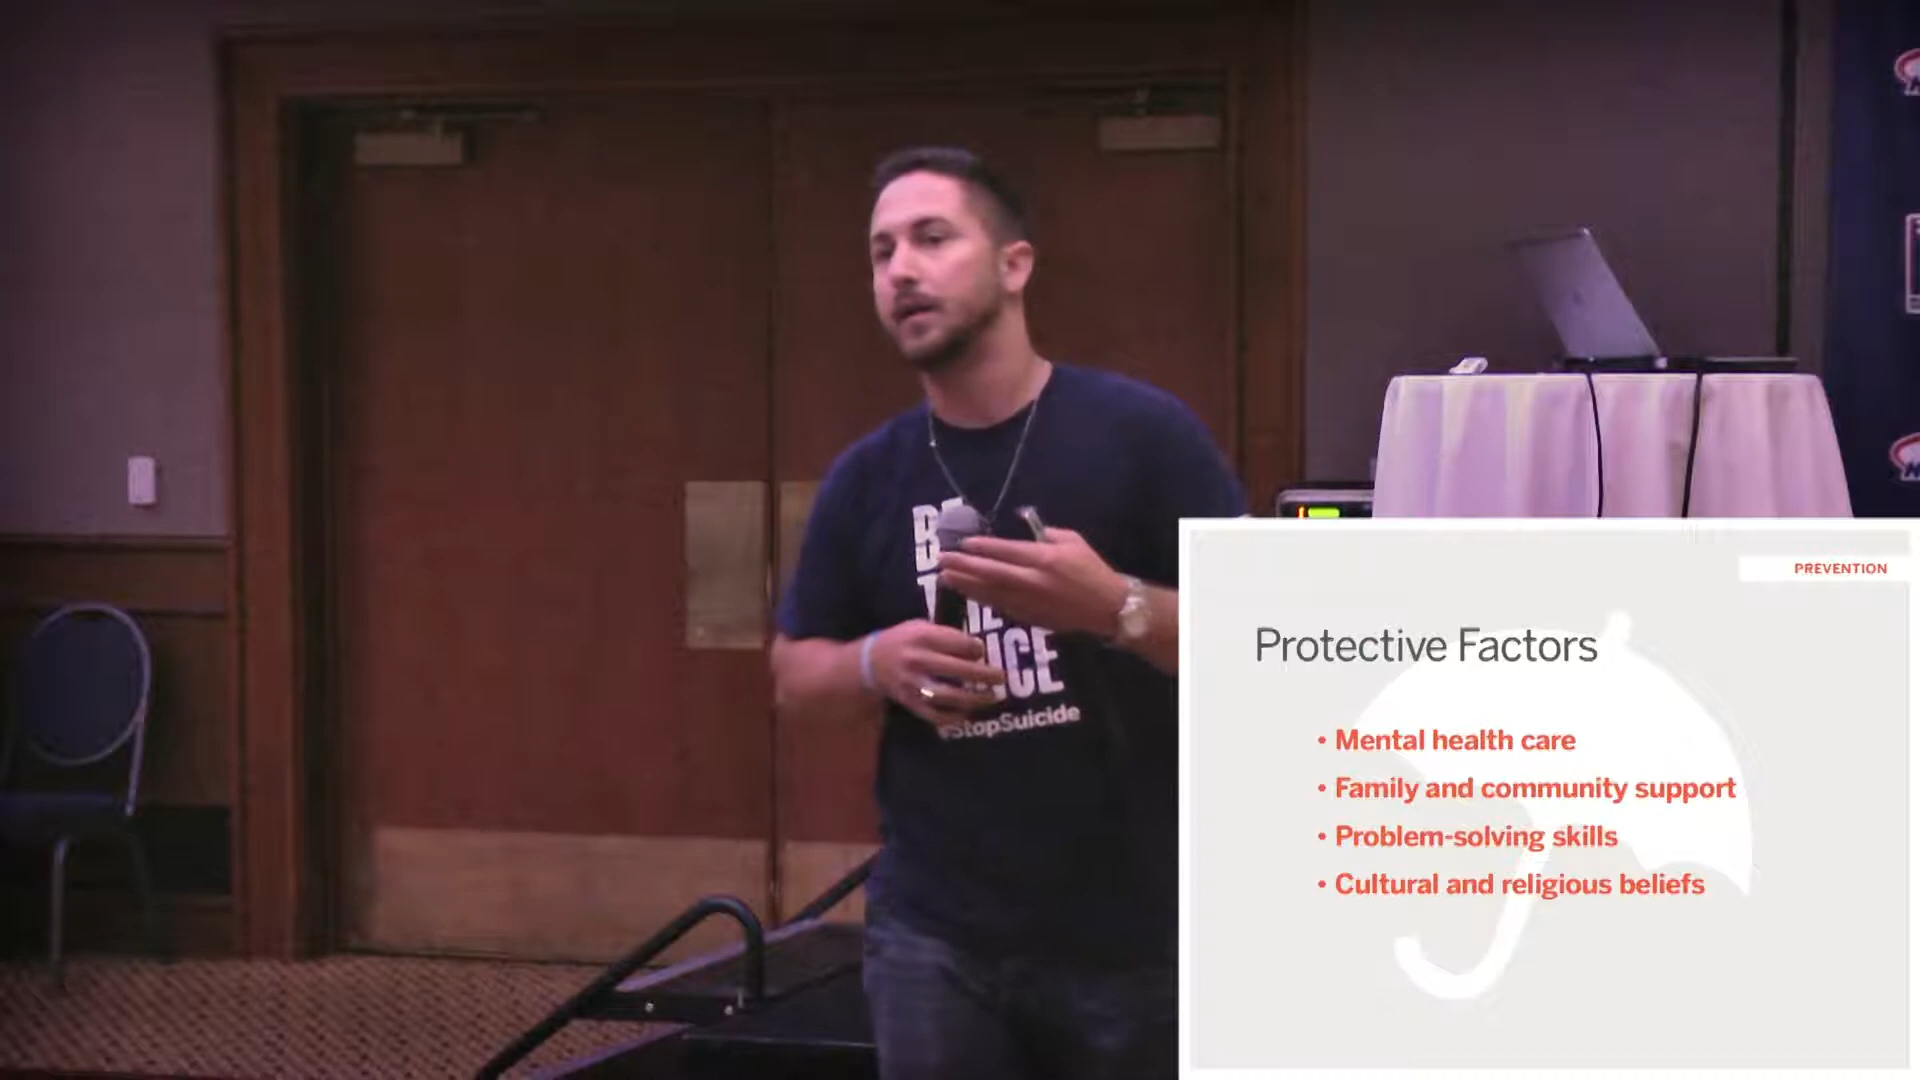 #StopSuicide
PREVENTION
Protective Factors
• Mental health care
• Family and community support
• Problem-solving skills
• Cultural and religious beliefs